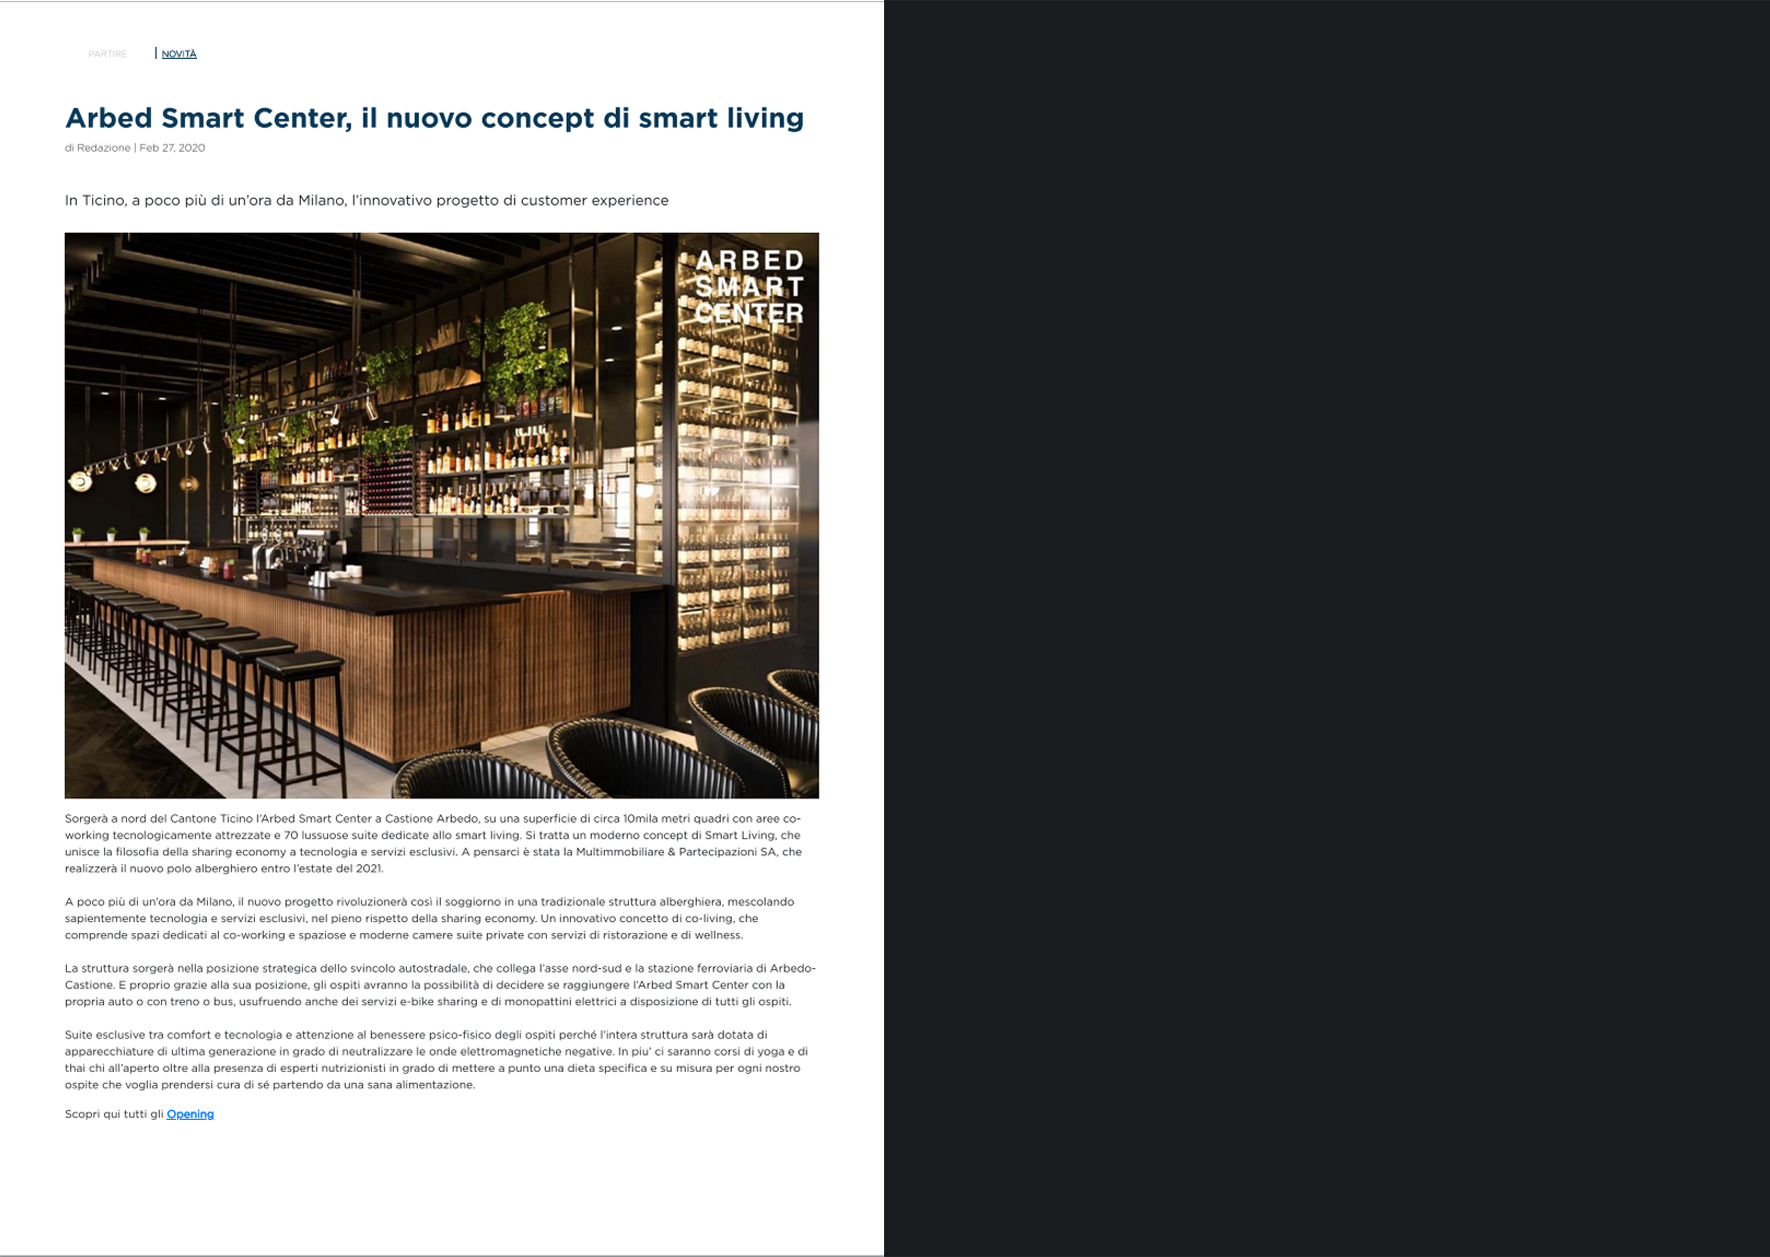 PARTIRE
NOVITÀ
Arbed Smart Center, il nuovo concept di smart living
di Redazione | Feb 27, 2020
In Ticino, a poco più di un’ora da Milano, l’innovativo progetto di customer experience
ARBED
SMART
CENTER
Sorgerà a nord del Cantone Ticino l’Arbed Smart Center a Castione Arbedo, su una superficie di circa 10mila metri quadri con aree co-
working tecnologicamente attrezzate e 70 lussuose suite dedicate allo smart living. Si tratta un moderno concept di Smart Living, che
unisce la filosofia della sharing economy a tecnologia e servizi esclusivi. A pensarci è stata la Multimmobiliare & Partecipazioni SA, che
realizzerà il nuovo polo alberghiero entro l’estate del 2021.
A poco più di un’ora da Milano, il nuovo progetto rivoluzionerà così il soggiorno in una tradizionale struttura alberghiera, mescolando
sapientemente tecnologia e servizi esclusivi, nel pieno rispetto della sharing economy. Un innovativo concetto di co-living, che
comprende spazi dedicati al co-working e spaziose e moderne camere suite private con servizi di ristorazione e di wellness.
La struttura sorgerà nella posizione strategica dello svincolo autostradale, che collega l’asse nord-sud e la stazione ferroviaria di Arbedo-
Castione. E proprio grazie alla sua posizione, gli ospiti avranno la possibilità di decidere se raggiungere l’Arbed Smart Center con la
propria auto o con treno o bus, usufruendo anche dei servizi e-bike sharing e di monopattini elettrici a disposizione di tutti gli ospiti.
Suite esclusive tra comfort e tecnologia e attenzione al benessere psico-fisico degli ospiti perché l’intera struttura sarà dotata di
apparecchiature di ultima generazione in grado di neutralizzare le onde elettromagnetiche negative. In piu’ ci saranno corsi di yoga e di
thai chi all’aperto oltre alla presenza di esperti nutrizionisti in grado di mettere a punto una dieta specifica e su misura per ogni nostro
ospite che voglia prendersi cura di sé partendo da una sana alimentazione.
Scopri qui tutti gli Opening